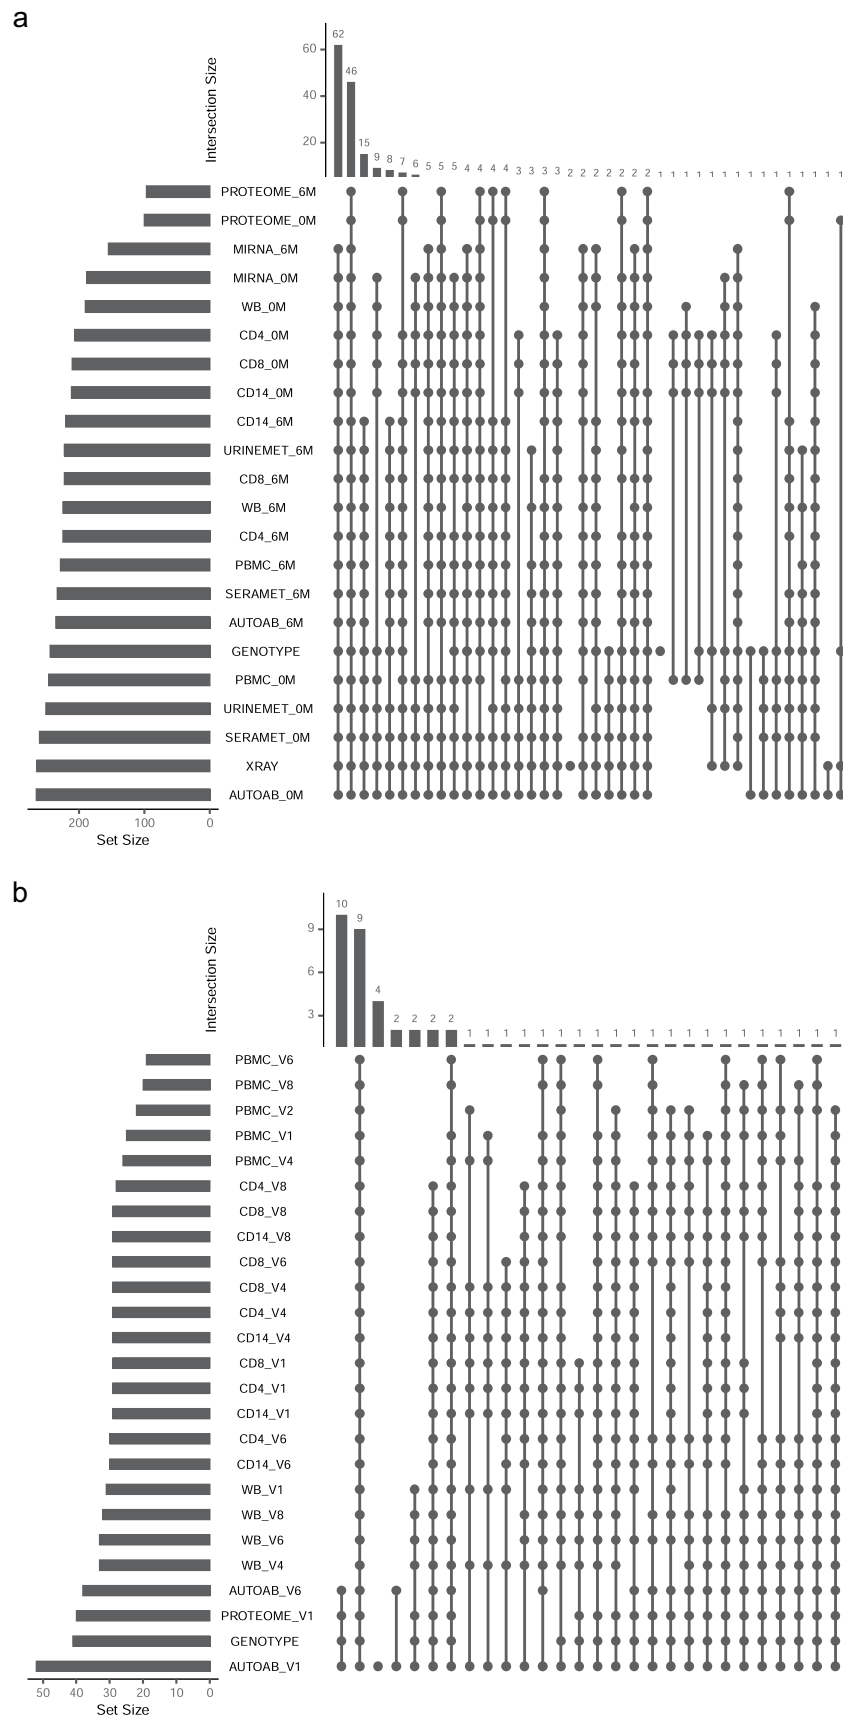 a
Intersection Size
60
40
20
62 46 15 9 8 7 6 5 5 5 4 4 4 4 3 3 3 3 2 2 2 2 2 2 2 1 1 1 1 1 1 1 1 1 1 1 1 1 1 1
PROTEOME_6M
PROTEOME_0M
MIRNA_6M
MIRNA_0M
WB_0M
CD4_0M
CD8_0M
CD14_0M
CD14_6M
URINEMET_6M
CD8_6M
WB_6M
CD4_6M
PBMC_6M
SERAMET_6M
AUTOAB_6M
GENOTYPE
PBMC_0M
URINEMET_0M
SERAMET_0M
XRAY
AUTOAB_0M
200 100 0
Set Size
b
Intersection Size
9
6
3
10 9 4 2 2 2 2 1 1 1 1 1 1 1 1 1 1 1 1 1 1 1 1 1 1 1 1 1
PBMC_V6
PBMC_V8
PBMC_V2
PBMC_V1
PBMC_V4
CD4_V8
CD8_V8
CD14_V8
CD8_V6
CD8_V4
CD4_V4
CD14_V4
CD8_V1
CD4_V1
CD14_V1
CD4_V6
CD14_V6
WB_V1
WB_V8
WB_V6
WB_V4
AUTOAB_V6
PROTEOME_V1
GENOTYPE
AUTOAB_V1
50 40 30 20 10 0
Set Size